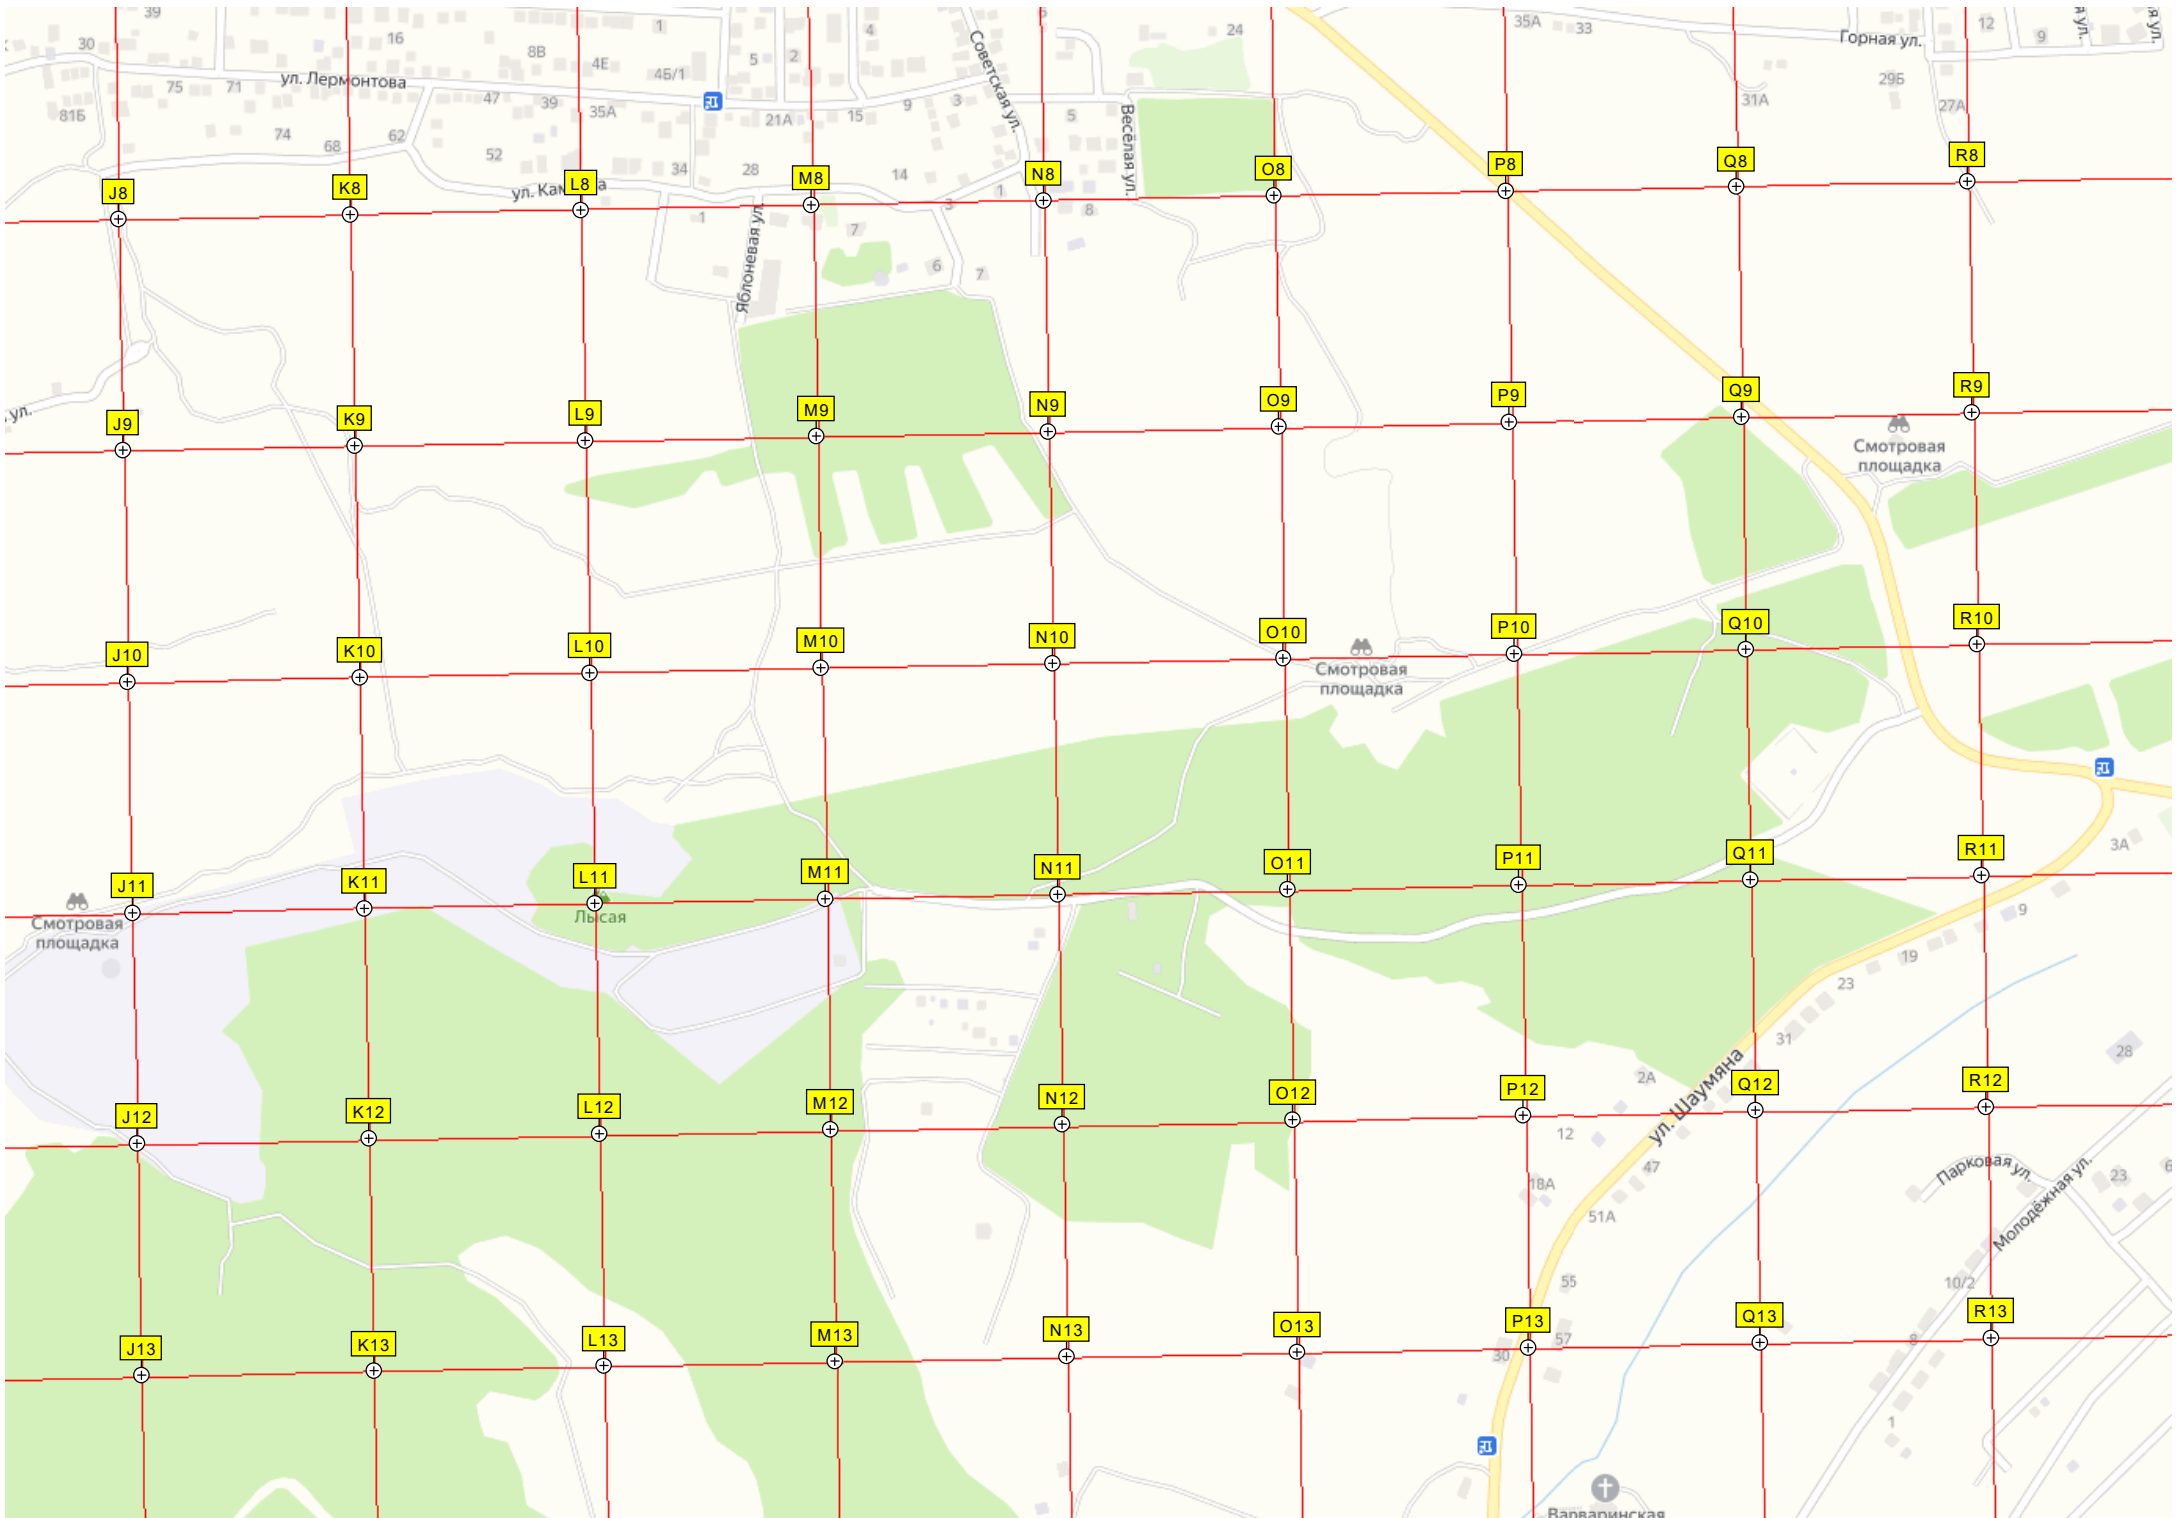 39
30
16
1
4
6
24
35А
33
12
9
я ул.
я ул.
Горная ул.
Советская ул.
8В
4Е
5
2
4Б/1
ул. Лермонтова
75
71
47
39
35А
21А
15
9
3
5
31А
29Б
27А
81Б
74
68
62
52
34
28
14
1
Весёлая ул.
J8
K8
L8
M8
N8
O8
P8
Q8
R8
1
3
8
Яблоневая ул.
7
6
7
ул.
J9
K9
L9
M9
N9
O9
P9
Q9
R9
Смотровая
площадка
J10
K10
L10
M10
N10
O10
P10
Q10
R10
Смотровая
площадка
3А
J11
K11
L11
M11
N11
O11
P11
Q11
R11
Лысая
Смотровая
площадка
9
19
23
31
28
2А
ул. Шаумяна
J12
K12
L12
M12
N12
O12
P12
Q12
R12
12
47
18А
51А
Парковая ул.
Молодёжная ул.
23
6
55
10/2
J13
K13
L13
M13
N13
O13
P13
Q13
R13
57
30
8
1
Варваринская